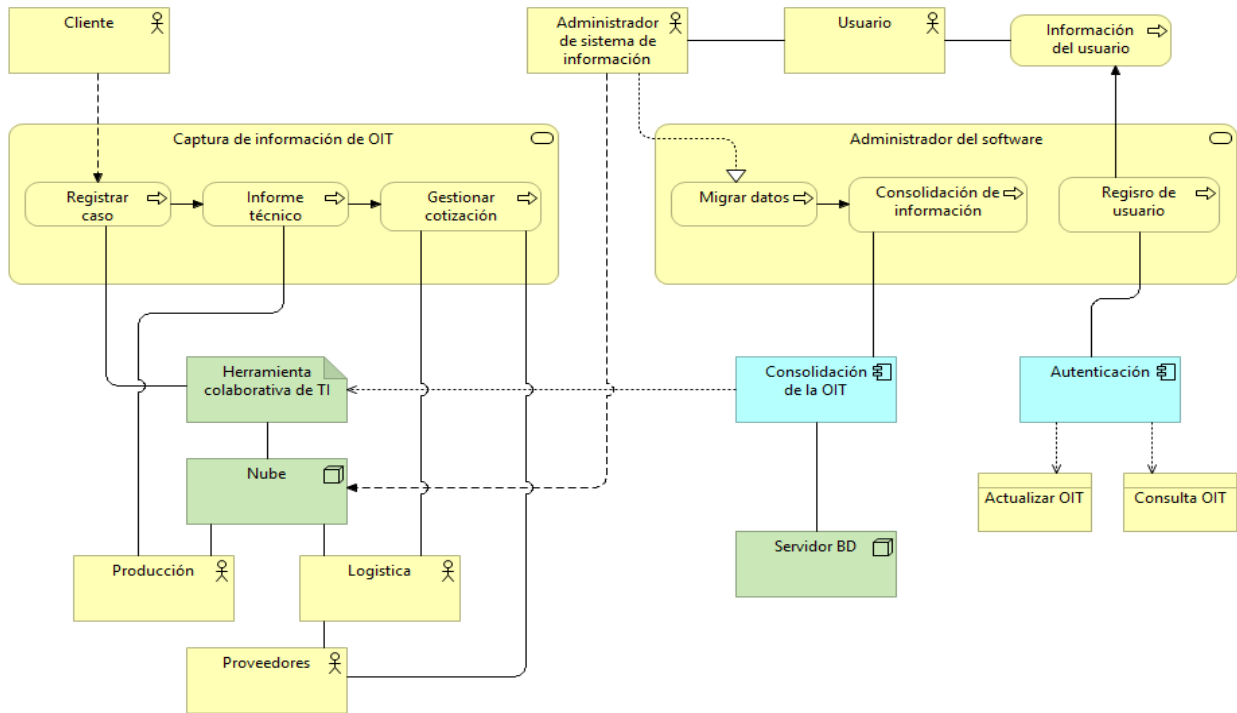 Cliente
Administrador
de sistema de
información
Usuario
Información
del usuario
Captura de información de OIT
Administrador del software
Registrar
caso
Informe
técnico
Gestionar
cotización
Migrar datos
Consolidación de
información
Regisro de
usuario
Herramienta
colaborativa de TI
Consolidación
de la OIT
Autenticación
Nube
Actualizar OIT
Consulta OIT
Servidor BD
Producción
Logistica
Proveedores